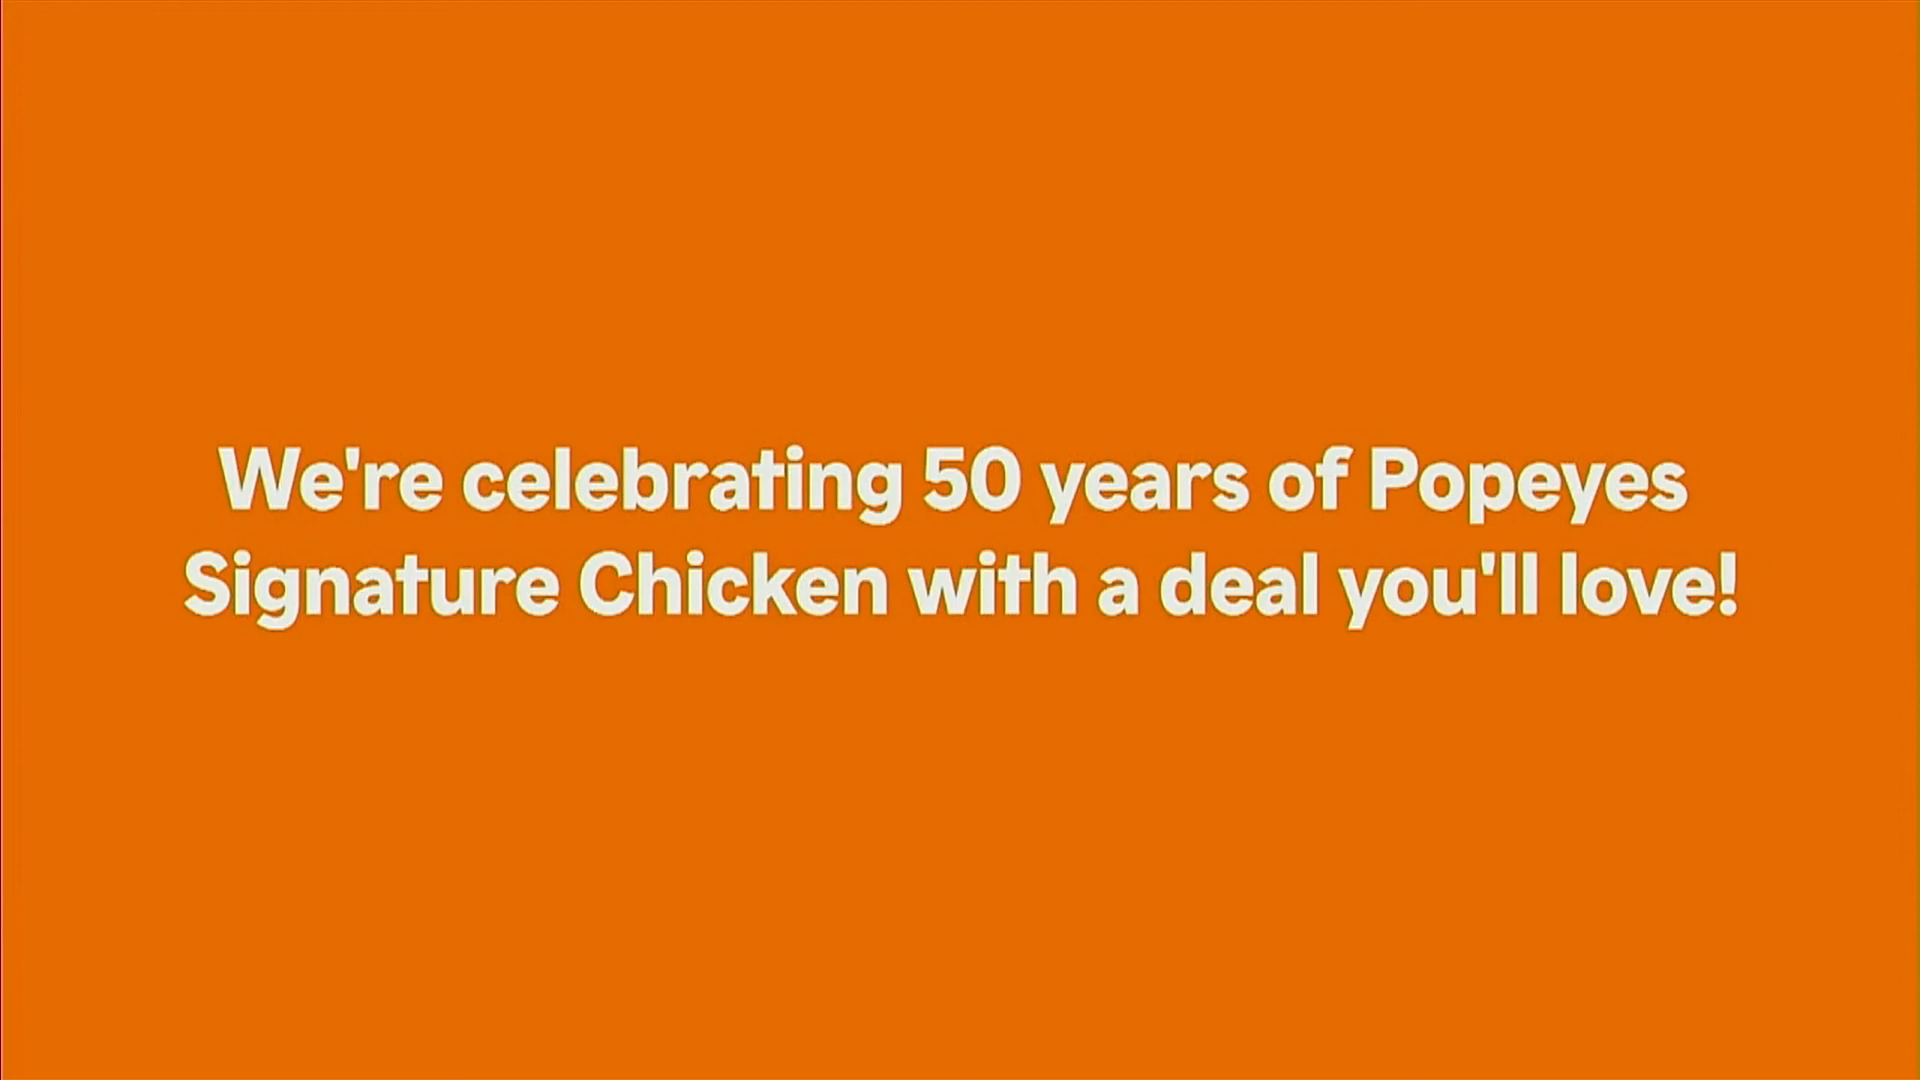 We're celebrating 50 years of Popeyes
Signature Chicken with a deal you'll love!